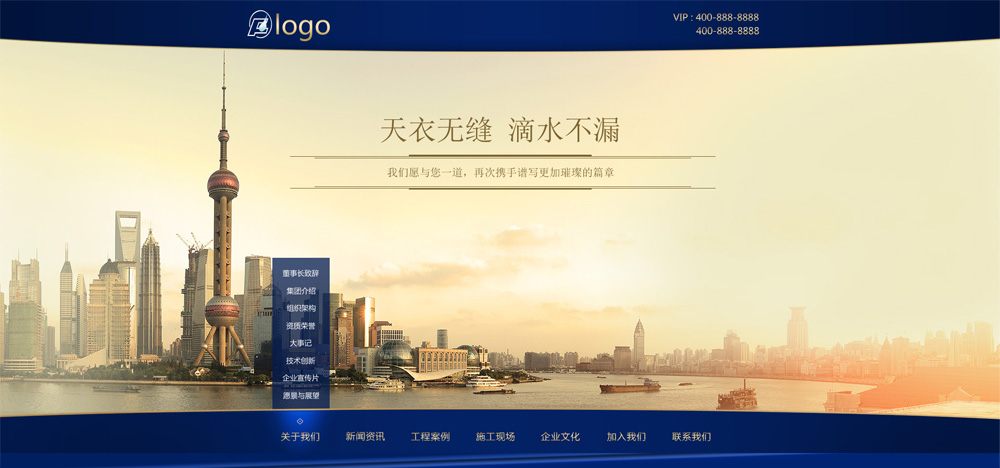 logo
VIP : 400-888-8888
400-888-8888
天衣无缝 滴水不漏
我们愿与您一道，再次携手谱写更加璀璨的篇章
董事长致辞
集团介绍
组织架构
资质荣誉
大事记
技术创新
企业宣传片
愿景与展望
关于我们 新闻资讯 工程案例 施工现场 企业文化 加入我们 联系我们